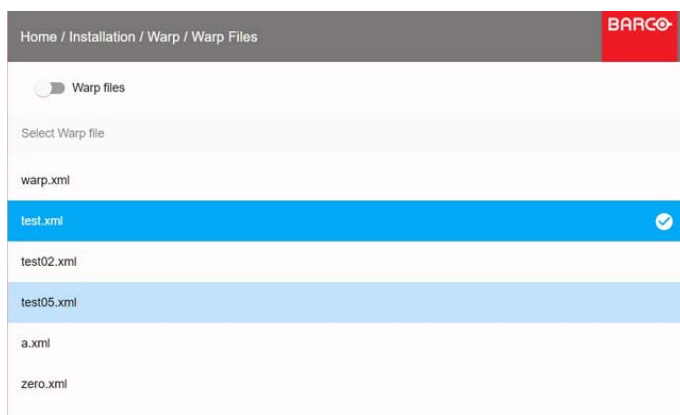 Home / Installation / Warp / Warp Files
BARCO
Warp files
Select Warp file
warp.xml
test.xml
test02.xml
test05.xml
a.xml
zero.xml